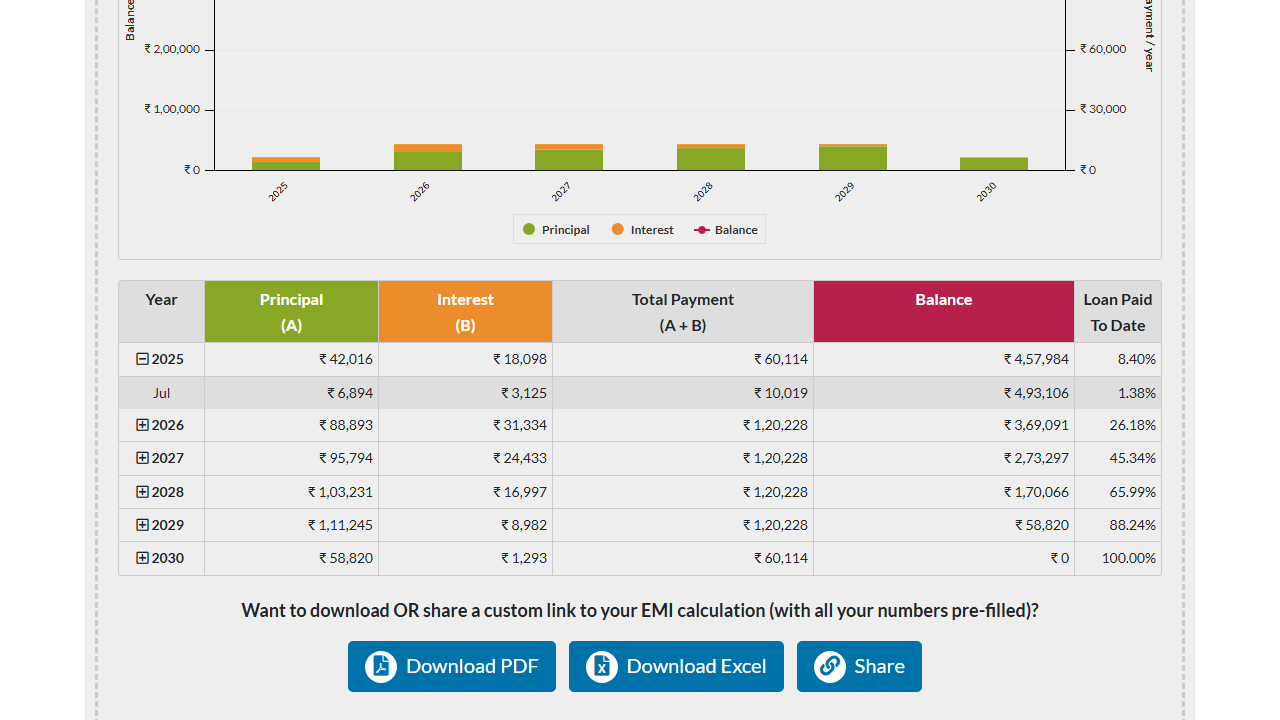 Balance
ayment / year
₹ 2,00,000
₹ 60,000
₹ 1,00,000
₹ 30,000
₹ 0
₹ 0
2025 2026 2027 2028 2029 2030
Principal Interest Balance
Year Principal (A) Interest (B) Total Payment (A + B) Balance Loan Paid To Date
2025 ₹ 42,016 ₹ 18,098 ₹ 60,114 ₹ 4,57,984 8.40%
Jul ₹ 6,894 ₹ 3,125 ₹ 10,019 ₹ 4,93,106 1.38%
2026 ₹ 88,893 ₹ 31,334 ₹ 1,20,228 ₹ 3,69,091 26.18%
2027 ₹ 95,794 ₹ 24,433 ₹ 1,20,228 ₹ 2,73,297 45.34%
2028 ₹ 1,03,231 ₹ 16,997 ₹ 1,20,228 ₹ 1,70,066 65.99%
2029 ₹ 1,11,245 ₹ 8,982 ₹ 1,20,228 ₹ 58,820 88.24%
2030 ₹ 58,820 ₹ 1,293 ₹ 60,114 ₹ 0 100.00%
Want to download OR share a custom link to your EMI calculation (with all your numbers pre-filled)?
Download PDF Download Excel Share